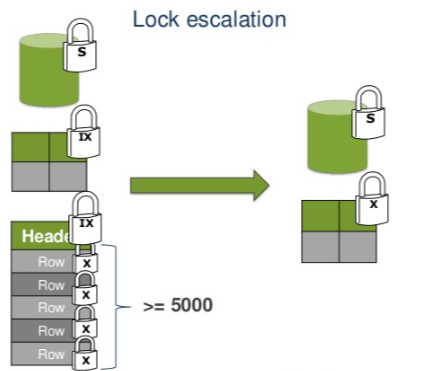 Lock escalation
S
IX
IX
Heade
Row X
Row X
Row
Row X
Row X
>= 5000
S
X